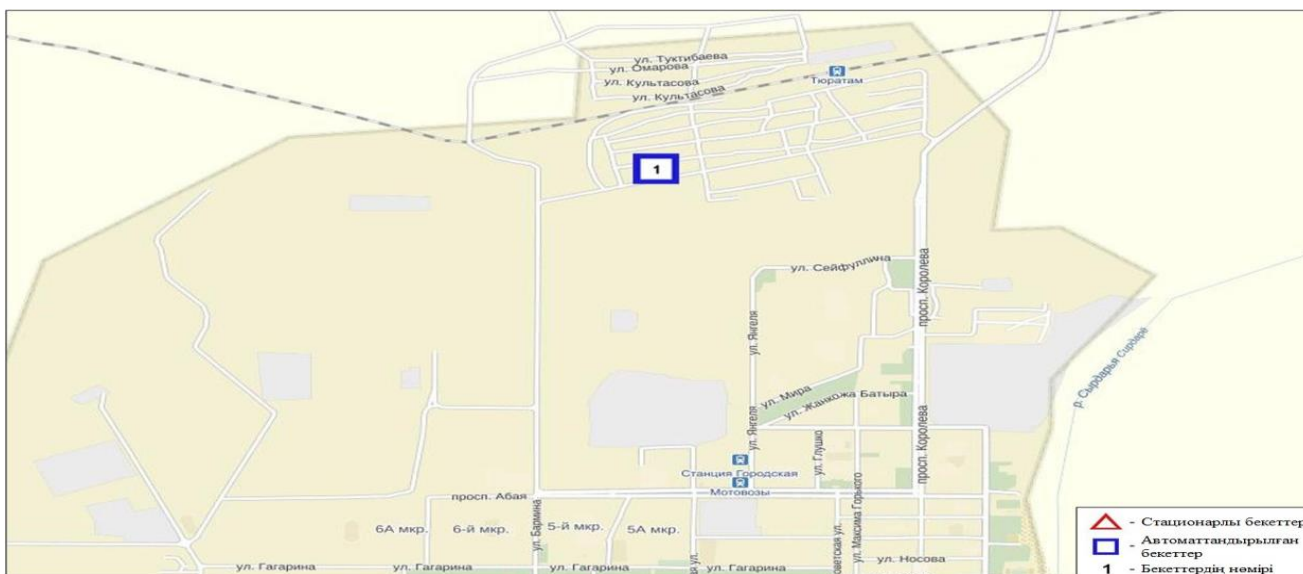 ул. Туктибаева
ул. Омарова
ул. Культасова
ул. Культасова
Тюратам
1
ул. Сейфуллина
просп. Королева
ул. Янгеля
р. Сырдарья Сирдарё
ул. Мира
ул. Жанкожа Батыра
ул. Янгеля
ул. Глушко
просп. Королева
Станция Городская
Мотовозы
ул. Максима Горького
просп. Абая
ул. Бармина
6А мкр.
6-й мкр.
5-й мкр.
5А мкр.
ул. Носова
ул. Гагарина
ул. Гагарина
ул. Гагарина
ул. Гагарина
- Стационарлы бекеттер
- Автоматтандырылған
бекеттер
1 - Бекеттердің нөмірі